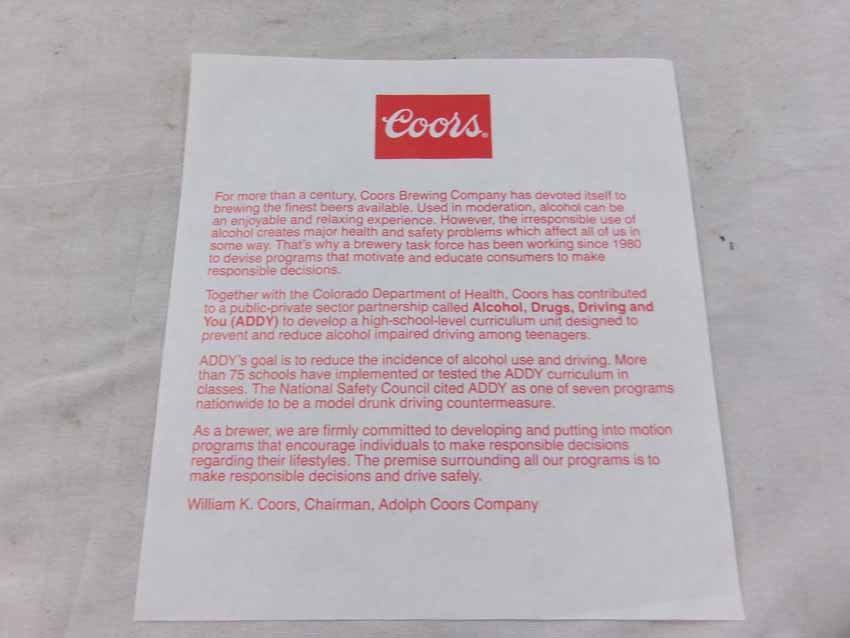 Coors®
For more than a century, Coors Brewing Company has devoted itself to
brewing the finest beers available. Used in moderation, alcohol can be
an enjoyable and relaxing experience. However, the irresponsible use of
alcohol creates major health and safety problems which affect all of us in
some way. That's why a brewery task force has been working since 1980
to devise programs that motivate and educate consumers to make
responsible decisions.
Together with the Colorado Department of Health, Coors has contributed
to a public-private sector partnership called Alcohol, Drugs, Driving and
You (ADDY) to develop a high-school-level curriculum unit designed to
prevent and reduce alcohol impaired driving among teenagers.
ADDY's goal is to reduce the incidence of alcohol use and driving. More
than 75 schools have implemented or tested the ADDY curriculum in
classes. The National Safety Council cited ADDY as one of seven programs
nationwide to be a model drunk driving countermeasure.
As a brewer, we are firmly committed to developing and putting into motion
programs that encourage individuals to make responsible decisions
regarding their lifestyles. The premise surrounding all our programs is to
make responsible decisions and drive safely.
William K. Coors, Chairman, Adolph Coors Company